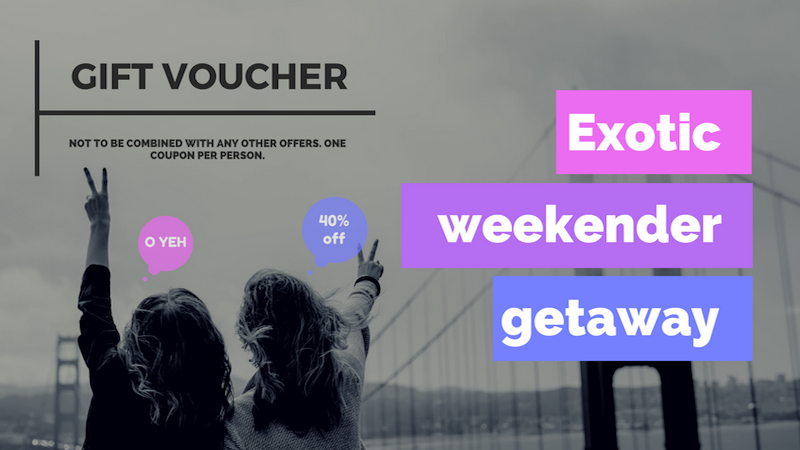 GIFT VOUCHER
NOT TO BE COMBINED WITH ANY OTHER OFFERS. ONE
COUPON PER PERSON.
O YEH
40%
off
Exotic
weekender
getaway